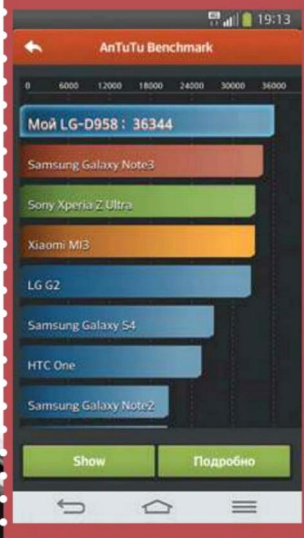 4G 19:13
AnTuTu Benchmark
0 6000 12000 18000 24000 30000 36000
Мой LG-D958 : 36344
Samsung Galaxy Note3
Sony Xperia Z Ultra
Xiaomi MI3
LG G2
Samsung Galaxy S4
HTC One
Samsung Galaxy Note2
Show Подробно